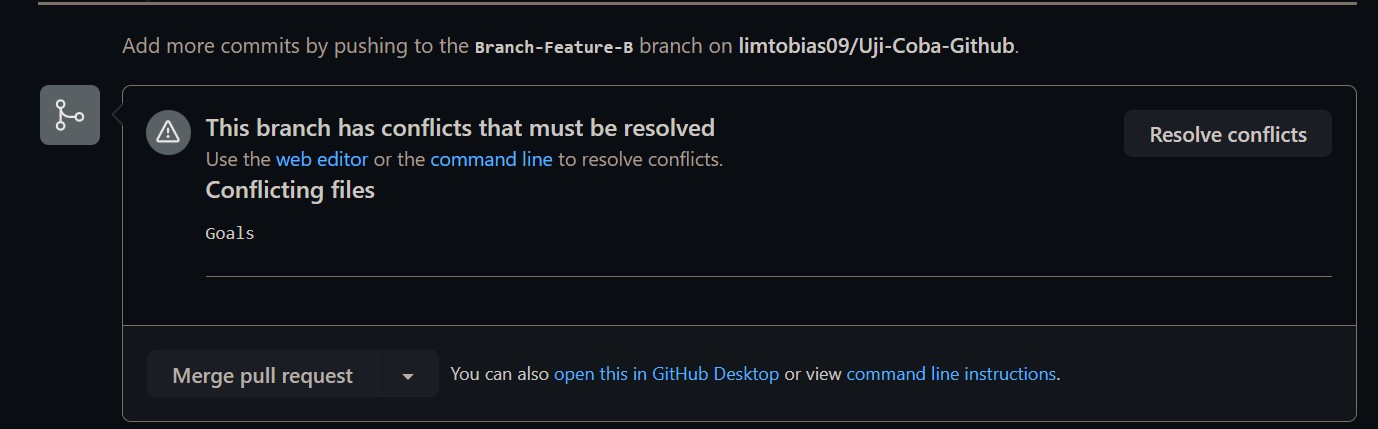 Add more commits by pushing to the Branch-Feature-B branch on limtobias09/Uji-Coba-Github.
This branch has conflicts that must be resolved
Resolve conflicts
Use the web editor or the command line to resolve conflicts.
Conflicting files
Goals
Merge pull request
You can also open this in GitHub Desktop or view command line instructions.